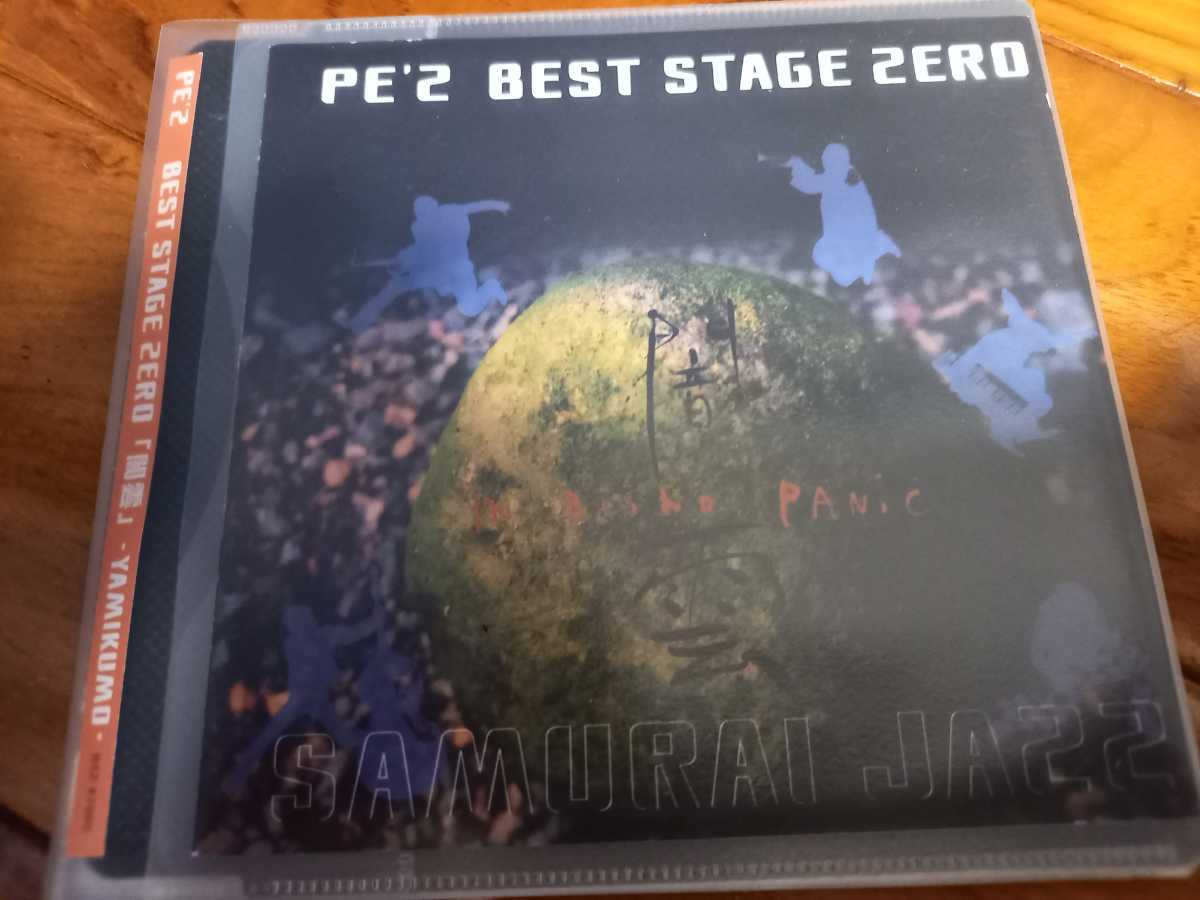 PE'Z BEST STAGE ZERO
PE'Z BEST STAGE ZERO「闇雲」-YAMIKUMO-
闇雲
PANIC
SAMURAI JAZZ